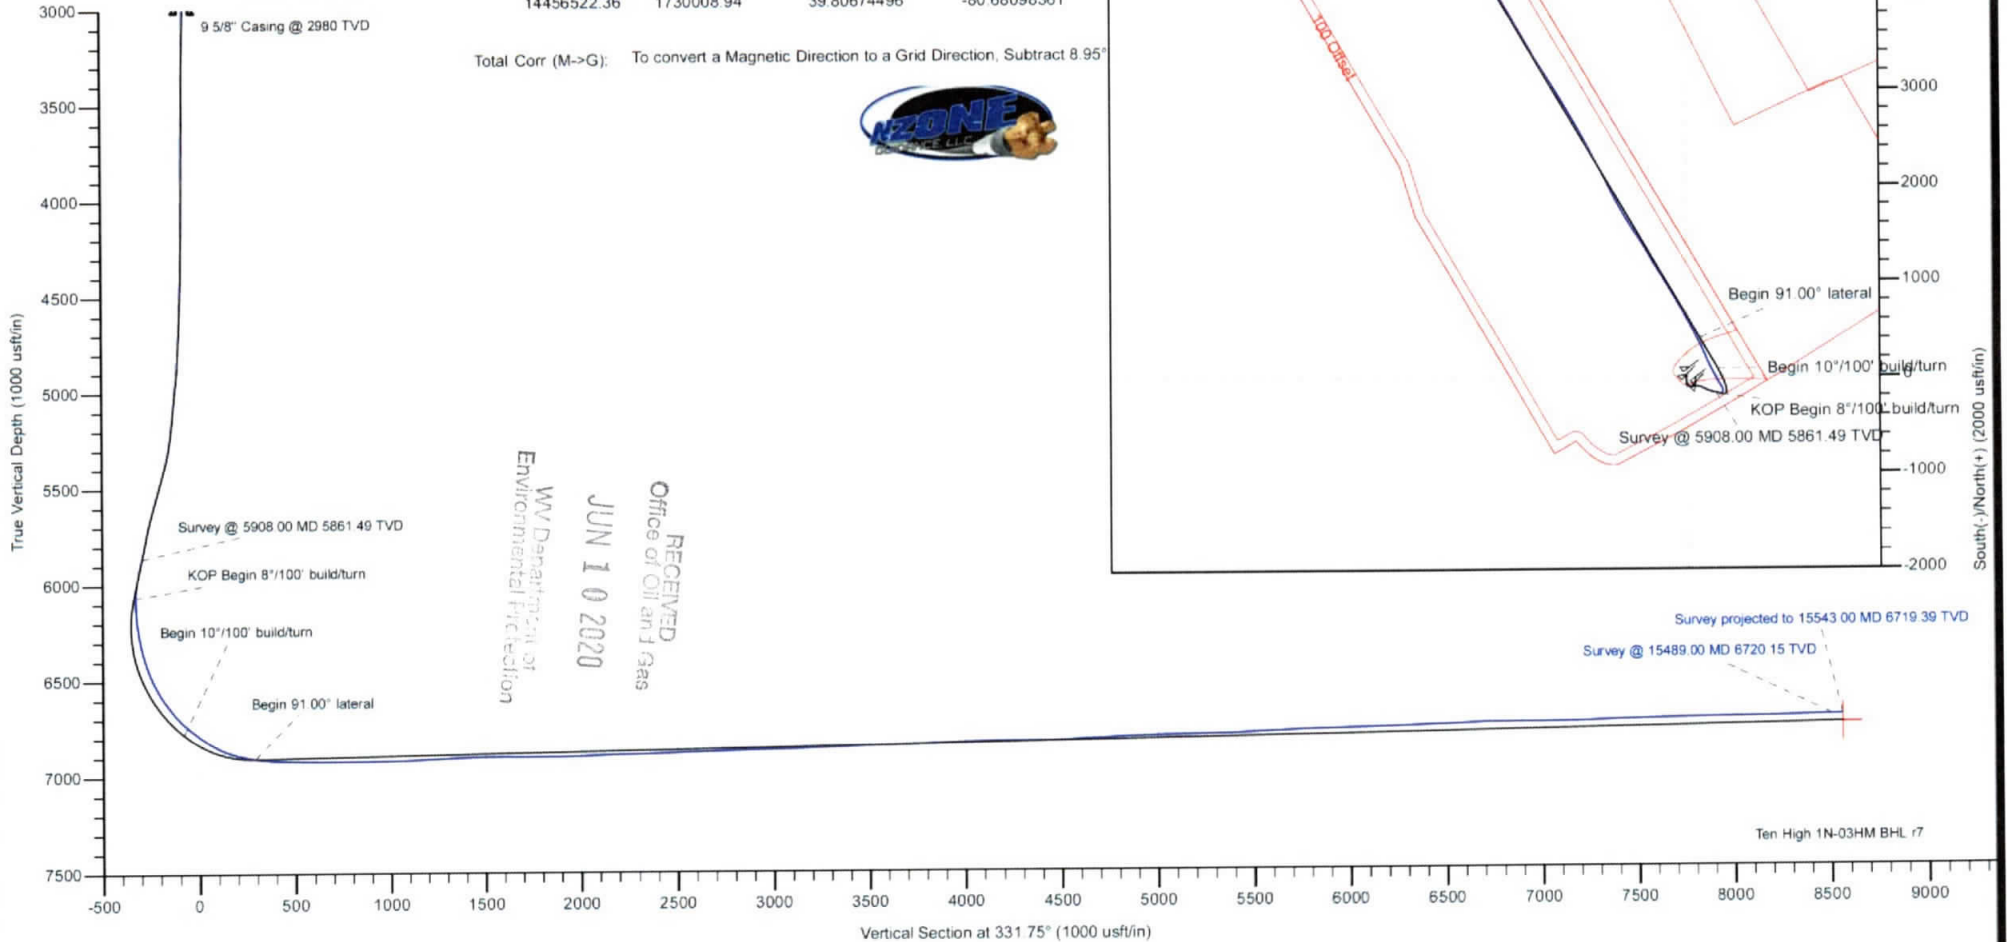 14456522.36 1730008.94 39.80674496 -80.68098361
Total Corr (M->G): To convert a Magnetic Direction to a Grid Direction, Subtract 8.95°
NZONE
GUIDANCE LLC
3000
3500
4000
4500
5000
5500
6000
6500
7000
7500
True Vertical Depth (1000 usft/in)
9 5/8" Casing @ 2980 TVD
Survey @ 5908.00 MD 5861.49 TVD
KOP Begin 8°/100' build/turn
Begin 10°/100' build/turn
Begin 91.00° lateral
RECEIVED
Office of Oil and Gas
JUN 10 2020
WV Department of
Environmental Protection
100 Offset
Begin 91.00° lateral
Begin 10°/100' build/turn
KOP Begin 8°/100' build/turn
Survey @ 5908.00 MD 5861.49 TVD
3000
2000
1000
0
-1000
-2000
South(-)/North(+) (2000 usft/in)
Survey projected to 15543.00 MD 6719.39 TVD
Survey @ 15489.00 MD 6720.15 TVD
Ten High 1N-03HM BHL r7
-500 0 500 1000 1500 2000 2500 3000 3500 4000 4500 5000 5500 6000 6500 7000 7500 8000 8500 9000
Vertical Section at 331.75° (1000 usft/in)